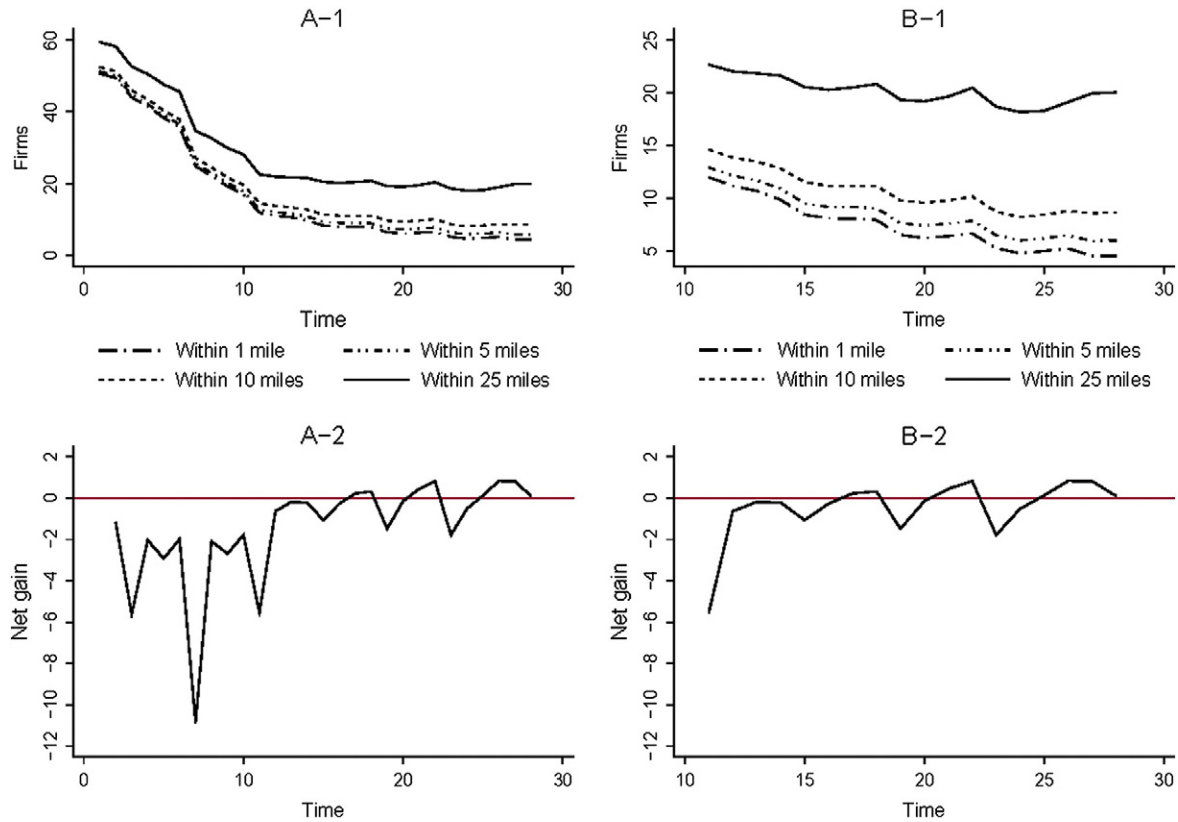 A-1
B-1
Firms
60
40
20
0
0 10 20 30
Time
Firms
25
20
15
10
5
10 15 20 25 30
Time
Within 1 mile Within 5 miles
Within 10 miles Within 25 miles
Within 1 mile Within 5 miles
Within 10 miles Within 25 miles
A-2
B-2
Net gain
2
0
-2
-4
-6
-8
-10
-12
0 10 20 30
Time
Net gain
2
0
-2
-4
-6
-8
-10
-12
10 15 20 25 30
Time